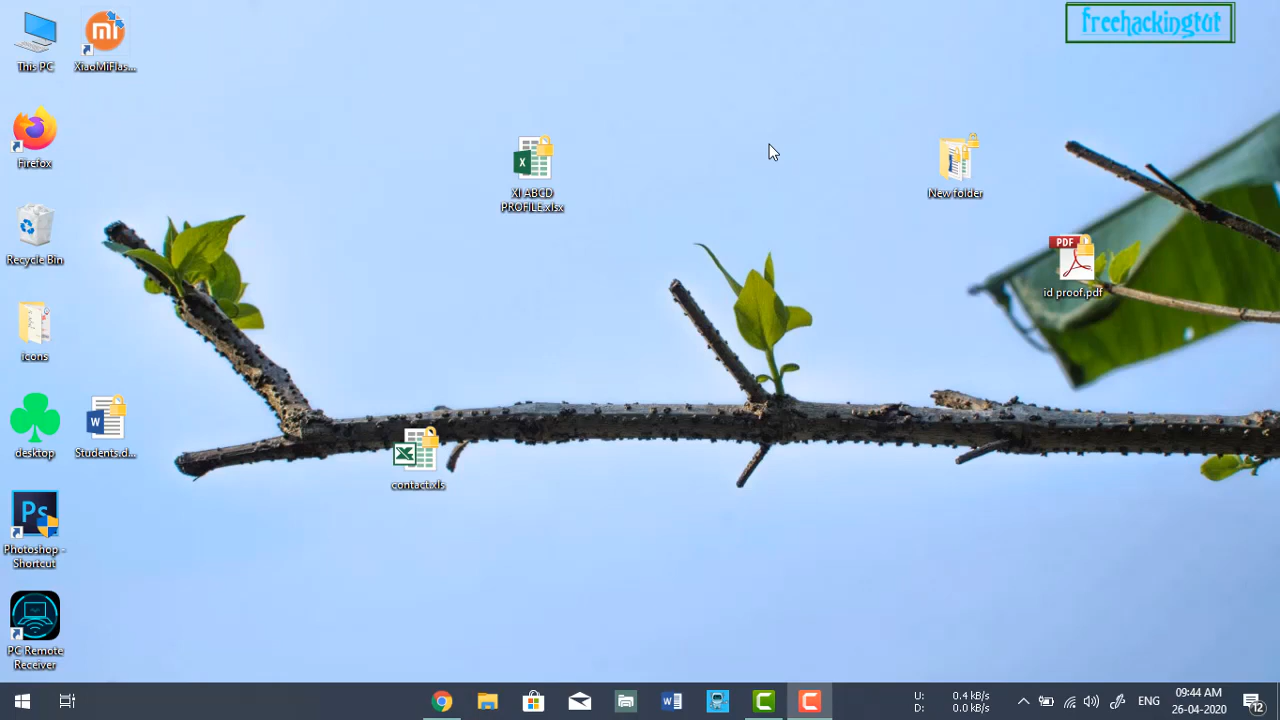 freehackingtut
This PC
XiaoMiFlas...
Firefox
XI ABCD
PROFILE.xlsx
New folder
Recycle Bin
PDF
id proof.pdf
icons
desktop
Students.d...
contact.xls
Ps
Photoshop -
Shortcut
PC Remote
Receiver
U: 0.4 kB/s
D: 0.0 kB/s
ENG
09:44 AM
26-04-2020
12